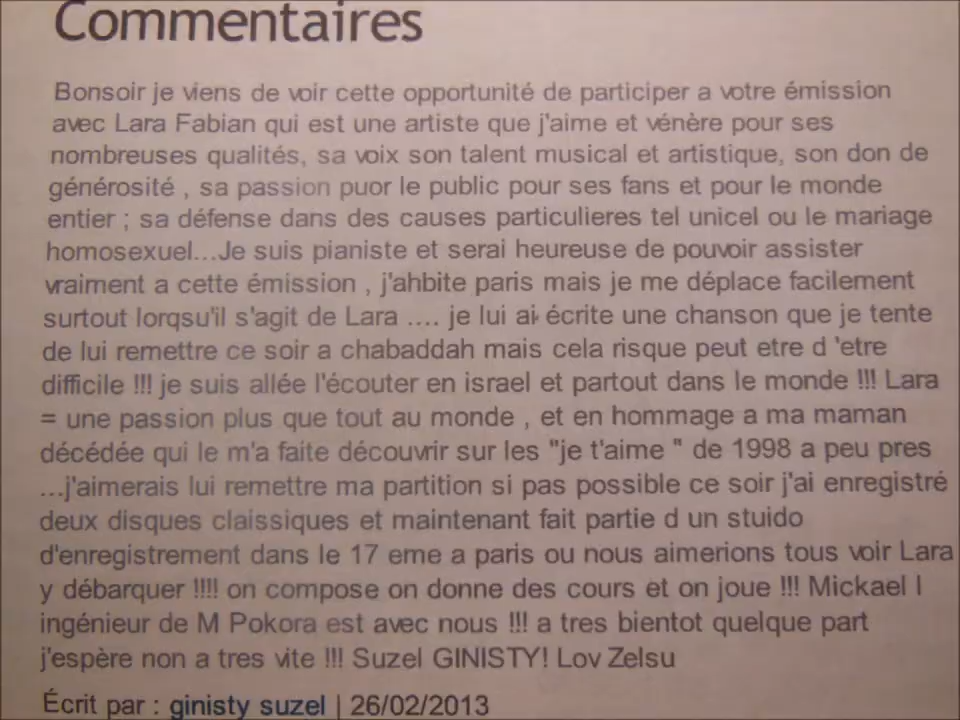 Commentaires
Bonsoir je viens de voir cette opportunité de participer a votre émission
avec Lara Fabian qui est une artiste que j'aime et vénère pour ses
nombreuses qualités, sa voix son talent musical et artistique, son don de
générosité , sa passion puor le public pour ses fans et pour le monde
entier ; sa défense dans des causes particulieres tel unicel ou le mariage
homosexuel...Je suis pianiste et serai heureuse de pouvoir assister
vraiment a cette émission , j'ahbite paris mais je me déplace facilement
surtout lorqsu'il s'agit de Lara .... je lui ai écrite une chanson que je tente
de lui remettre ce soir a chabaddah mais cela risque peut etre d 'etre
difficile !!! je suis allée l'écouter en israel et partout dans le monde !!! Lara
= une passion plus que tout au monde , et en hommage a ma maman
décédée qui le m'a faite découvrir sur les "je t'aime " de 1998 a peu pres
...j'aimerais lui remettre ma partition si pas possible ce soir j'ai enregistré
deux disques claissiques et maintenant fait partie d un stuido
d'enregistrement dans le 17 eme a paris ou nous aimerions tous voir Lara
y débarquer !!!! on compose on donne des cours et on joue !!! Mickael l
ingénieur de M Pokora est avec nous !!! a tres bientot quelque part
j'espère non a tres vite !!! Suzel GINISTY! Lov Zelsu
Écrit par : ginisty suzel | 26/02/2013